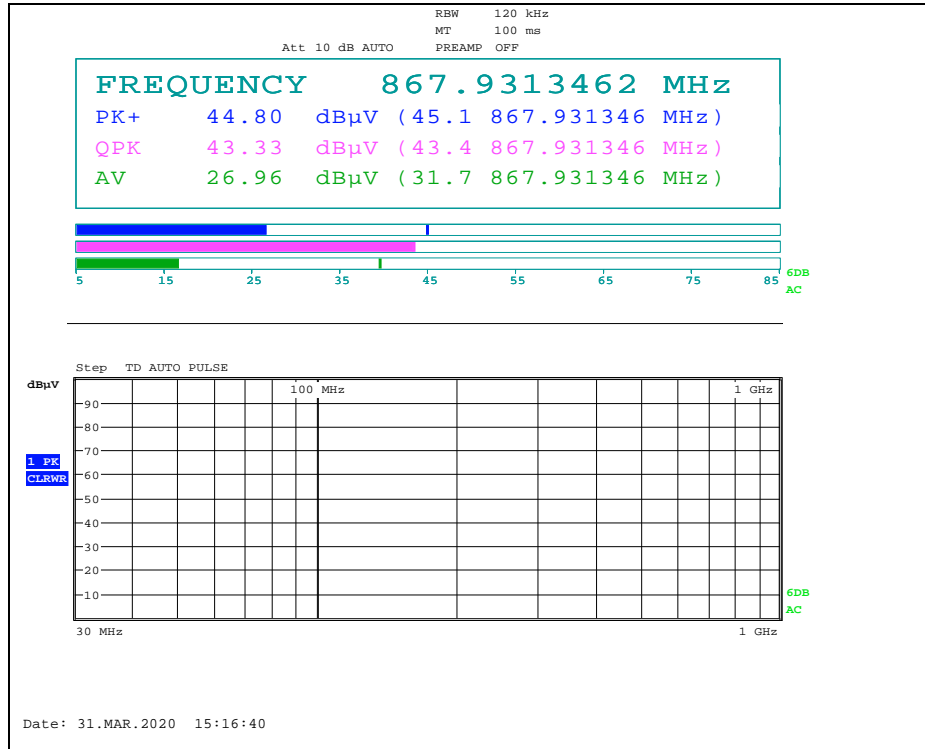 RBW 120 kHz
MT 100 ms
Att 10 dB AUTO PREAMP OFF
FREQUENCY 867.9313462 MHz
PK+ 44.80 dBµV (45.1 867.931346 MHz)
QPK 43.33 dBµV (43.4 867.931346 MHz)
AV 26.96 dBµV (31.7 867.931346 MHz)
5 15 25 35 45 55 65 75 85
6DB
AC
Step TD AUTO PULSE
dBµV
100 MHz 1 GHz
90
80
70
1 PK
CLRWR
60
50
40
30
20
10
6DB
AC
30 MHz 1 GHz
Date: 31.MAR.2020 15:16:40